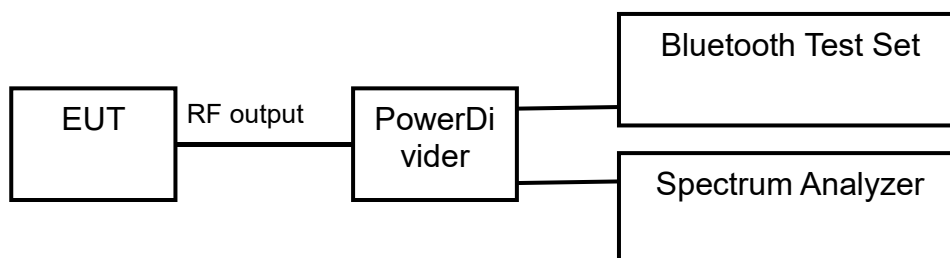 Bluetooth Test Set
EUT
RF output
PowerDi
vider
Spectrum Analyzer